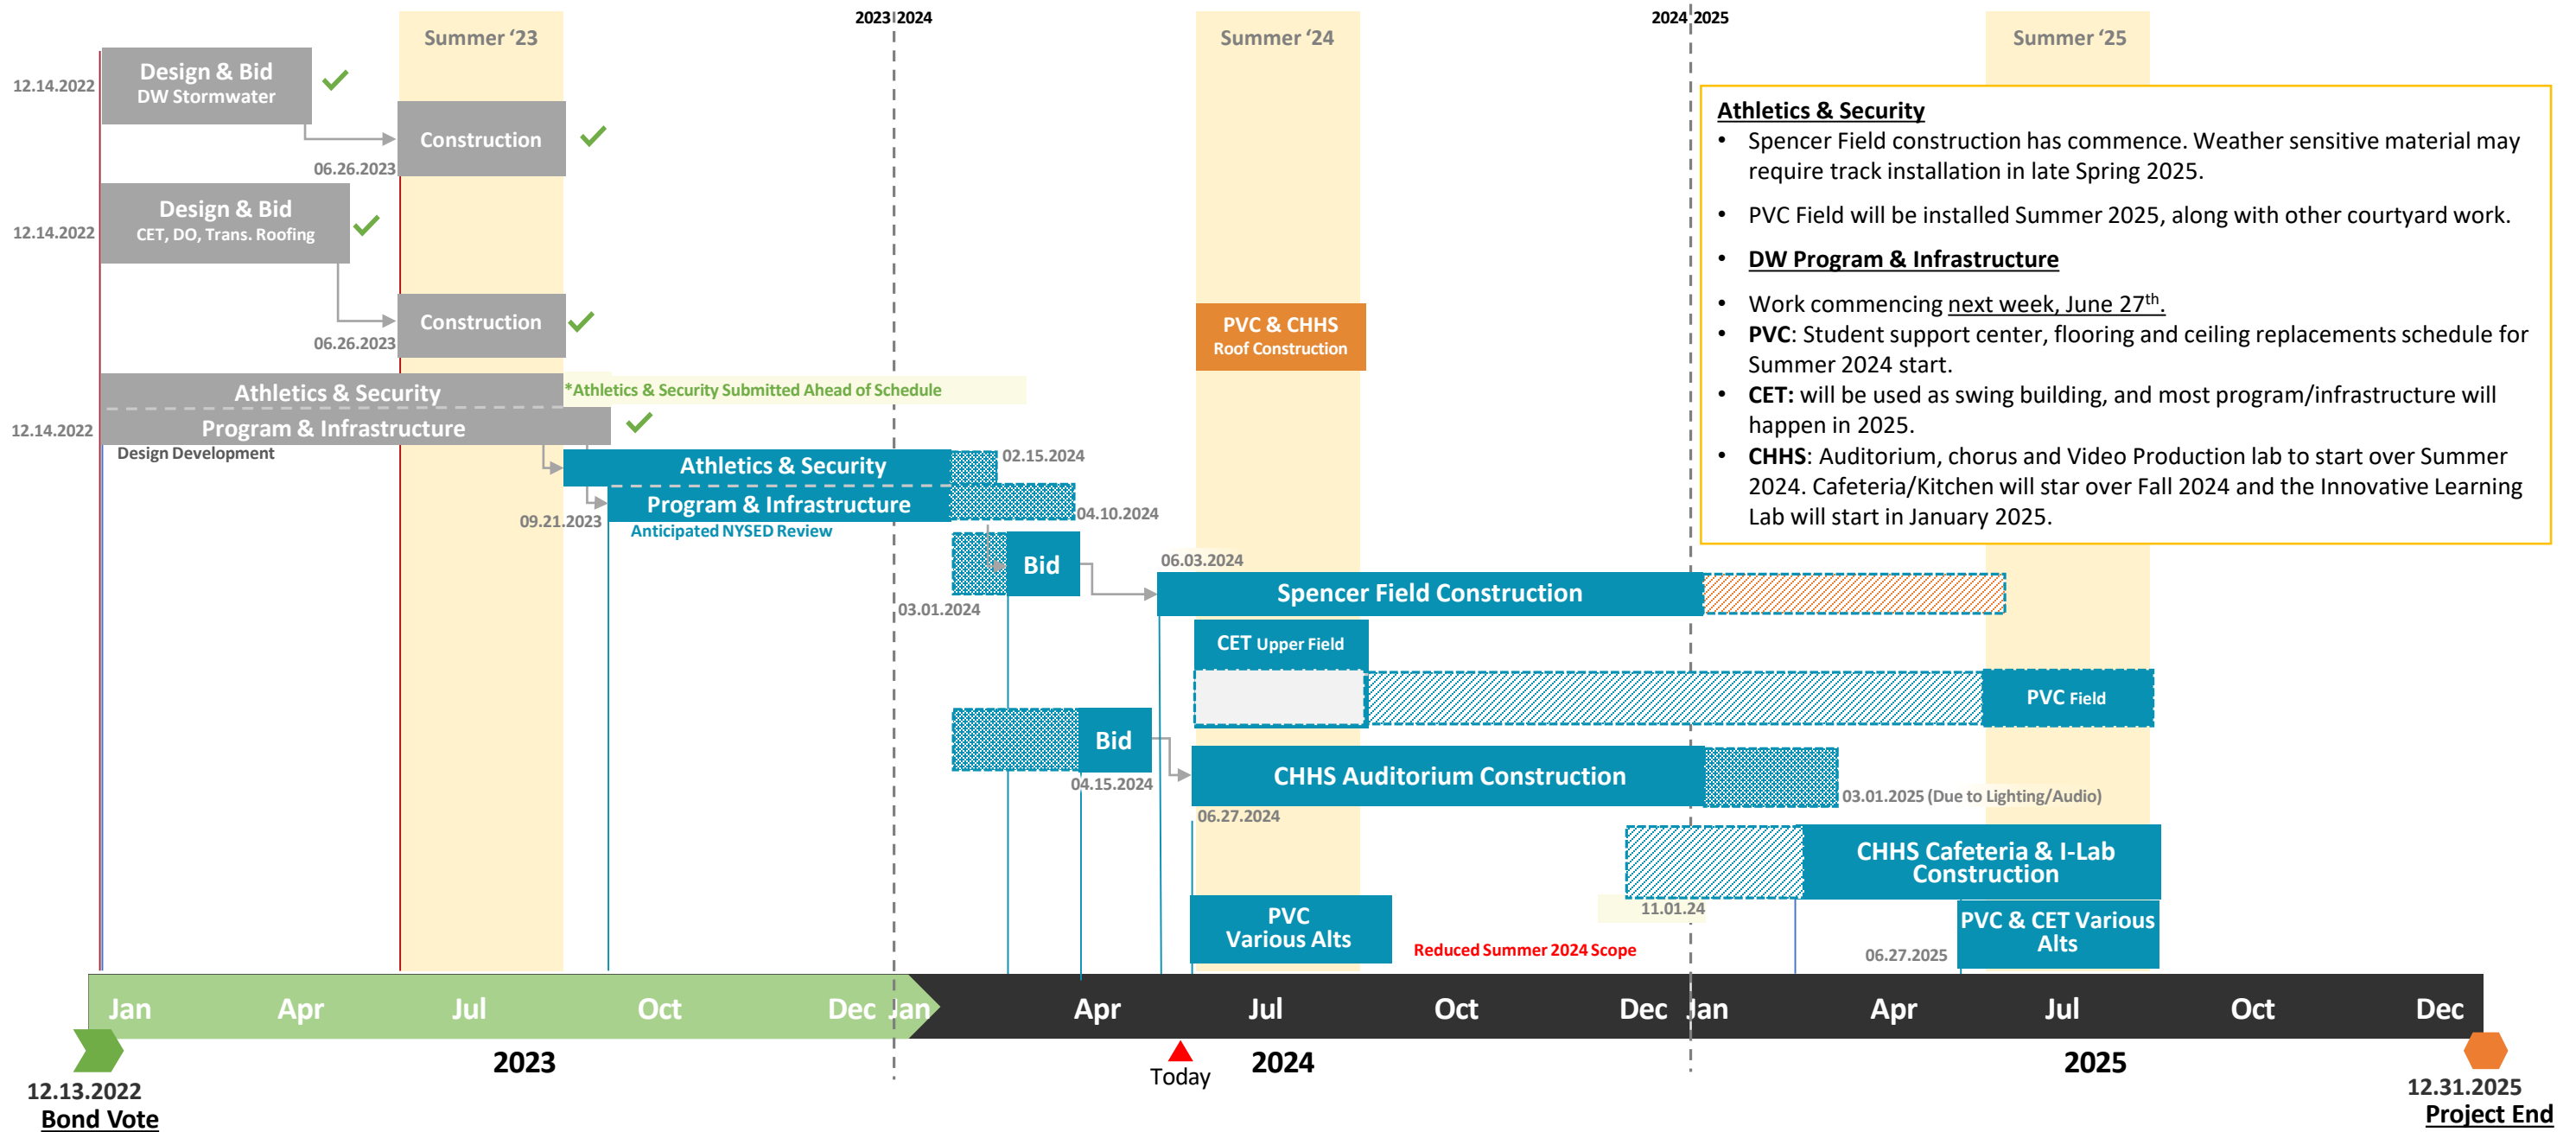 2023 2024
2024 2025
Summer ‘23
Summer ‘24
Summer ‘25
12.14.2022
Design & Bid
DW Stormwater
Construction
06.26.2023
12.14.2022
Design & Bid
CET, DO, Trans. Roofing
Construction
06.26.2023
PVC & CHHS
Roof Construction
12.14.2022
Athletics & Security
Program & Infrastructure
Design Development
*Athletics & Security Submitted Ahead of Schedule
Athletics & Security
02.15.2024
Program & Infrastructure
04.10.2024
09.21.2023
Anticipated NYSED Review
Bid
03.01.2024
06.03.2024
Spencer Field Construction
CET Upper Field
PVC Field
Bid
04.15.2024
CHHS Auditorium Construction
03.01.2025 (Due to Lighting/Audio)
06.27.2024
CHHS Cafeteria & I-Lab
Construction
11.01.24
PVC
Various Alts
Reduced Summer 2024 Scope
PVC & CET Various
Alts
06.27.2025
Athletics & Security
• Spencer Field construction has commence. Weather sensitive material may
require track installation in late Spring 2025.
• PVC Field will be installed Summer 2025, along with other courtyard work.
• DW Program & Infrastructure
• Work commencing next week, June 27th.
• PVC: Student support center, flooring and ceiling replacements schedule for
Summer 2024 start.
• CET: will be used as swing building, and most program/infrastructure will
happen in 2025.
• CHHS: Auditorium, chorus and Video Production lab to start over Summer
2024. Cafeteria/Kitchen will star over Fall 2024 and the Innovative Learning
Lab will start in January 2025.
Jan Apr Jul Oct Dec Jan Apr Jul Oct Dec Jan Apr Jul Oct Dec
2023
2024
2025
Today
12.13.2022
Bond Vote
12.31.2025
Project End